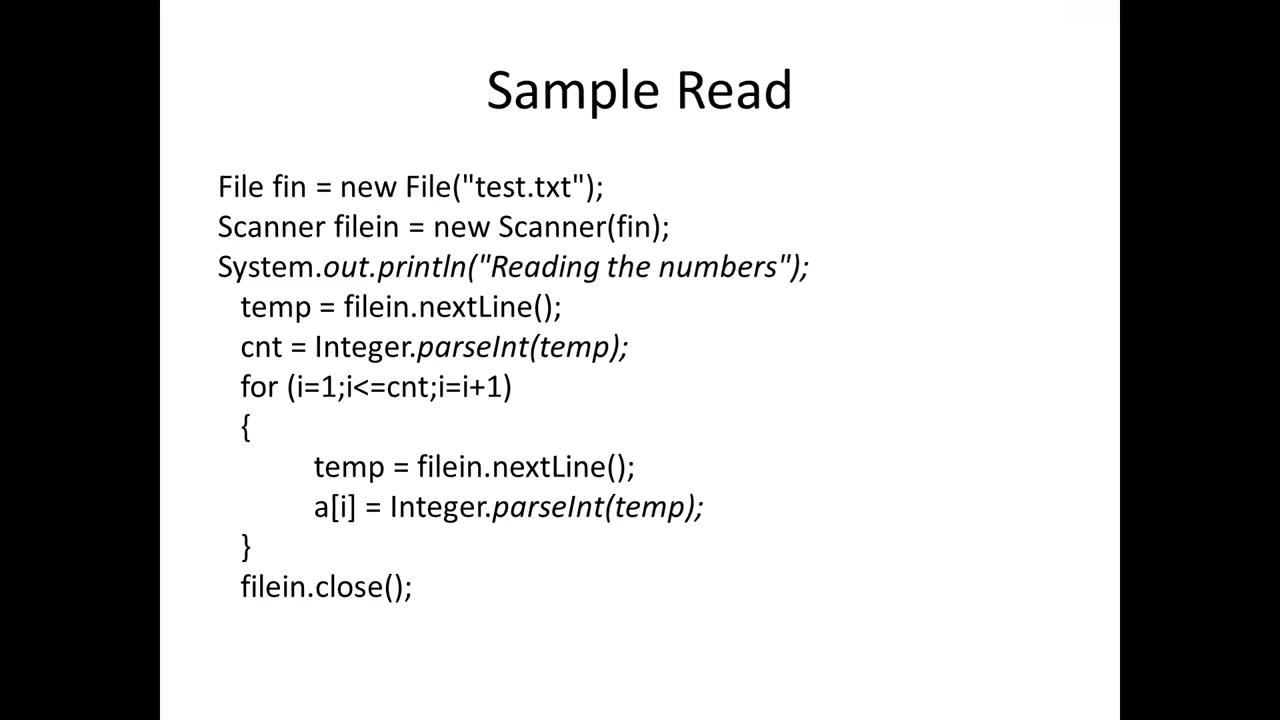 Sample Read
File fin = new File("test.txt");
Scanner filein = new Scanner(fin);
System.out.println("Reading the numbers");
temp = filein.nextLine();
cnt = Integer.parseInt(temp);
for (i=1;i<=cnt;i=i+1)
{
temp = filein.nextLine();
a[i] = Integer.parseInt(temp);
}
filein.close();